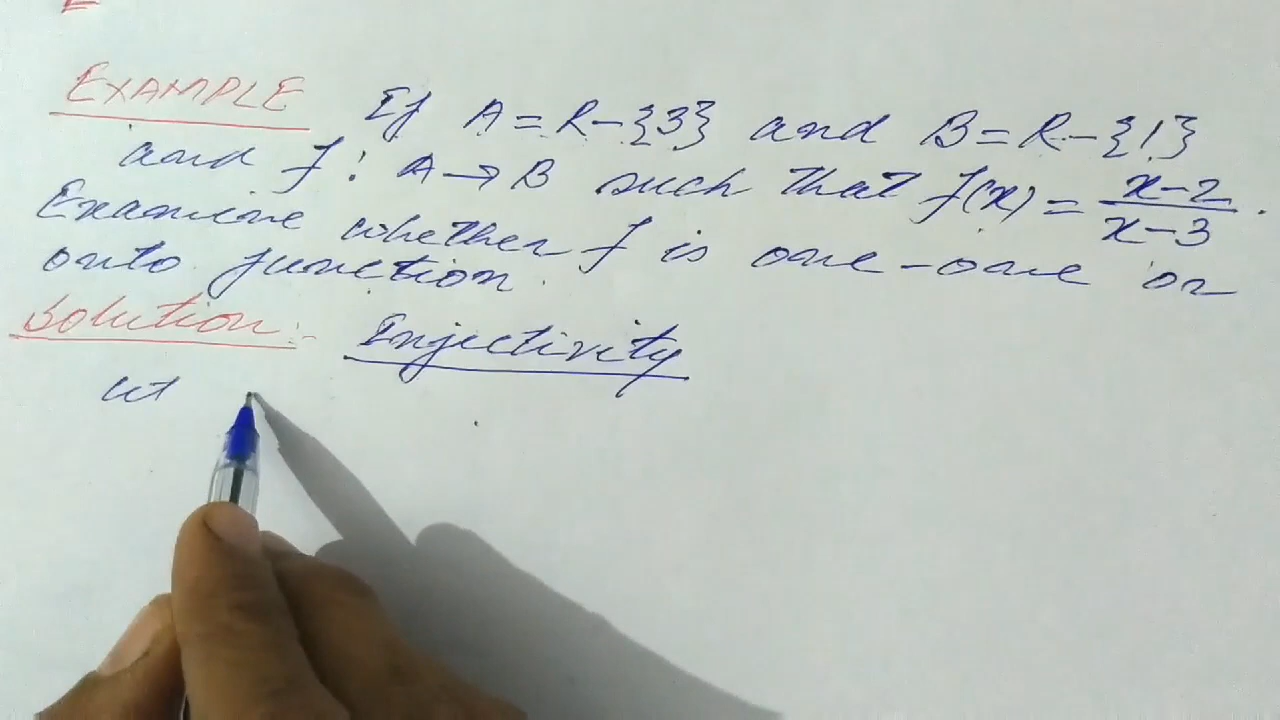 EXAMPLE If A = R - {3} and B = R - {1}
and f : A → B such that f(x) = x-2 / x-3 .
Examine whether f is one-one or
onto function.
Solution:- Injectivity
let